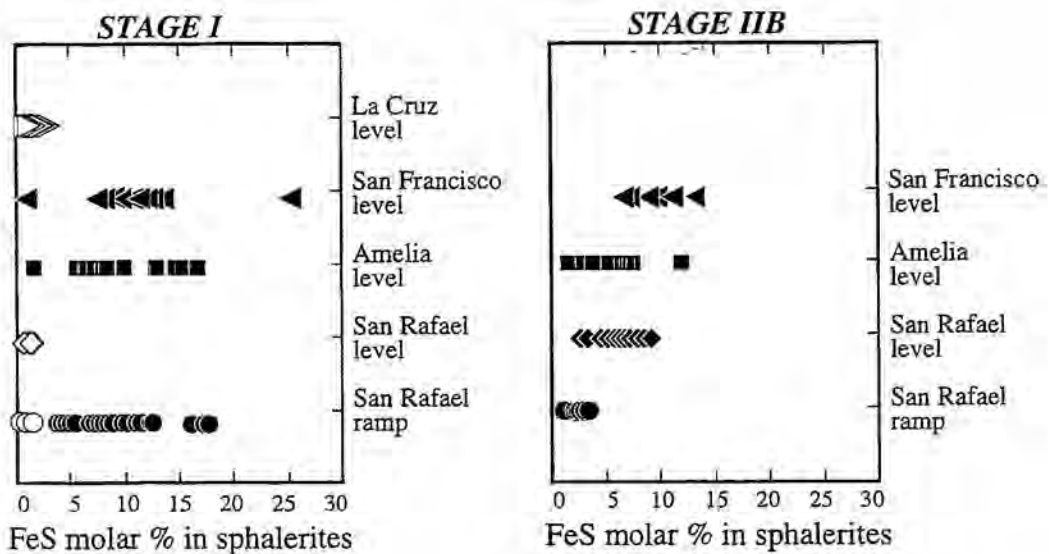 STAGE I
La Cruz
level
San Francisco
level
Amelia
level
San Rafael
level
San Rafael
ramp
0 5 10 15 20 25 30
FeS molar % in sphalerites
STAGE IIB
San Francisco
level
Amelia
level
San Rafael
level
San Rafael
ramp
0 5 10 15 20 25 30
FeS molar % in sphalerites